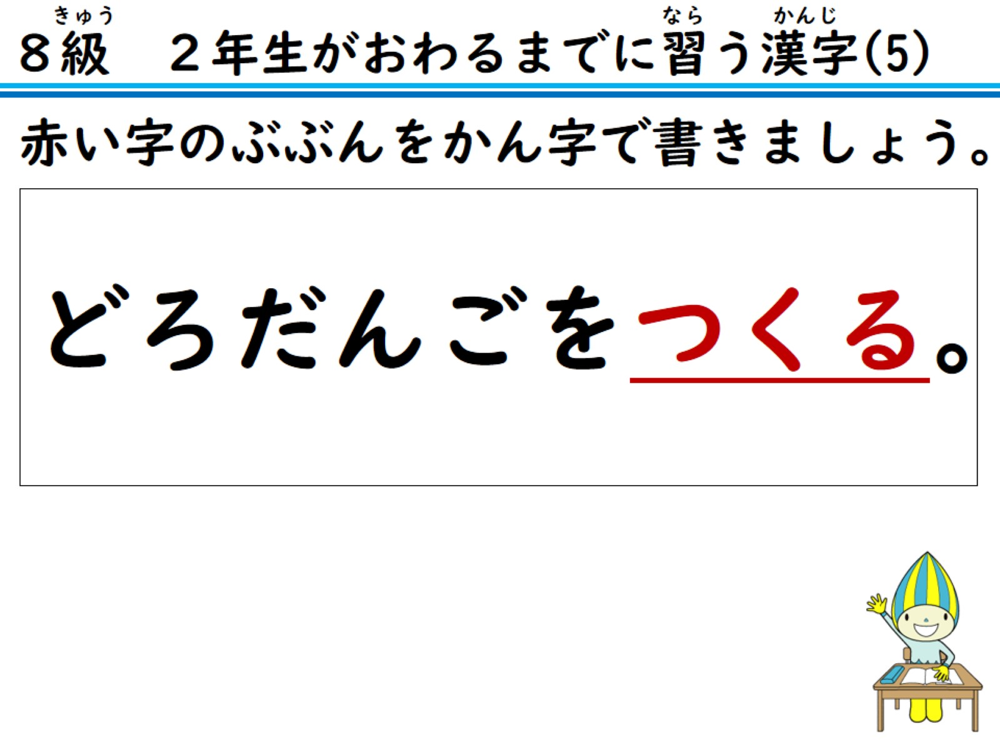 きゅう なら かんじ
８級　２年生がおわるまでに習う漢字(5)
赤い字のぶぶんをかん字で書きましょう。
どろだんごをつくる。